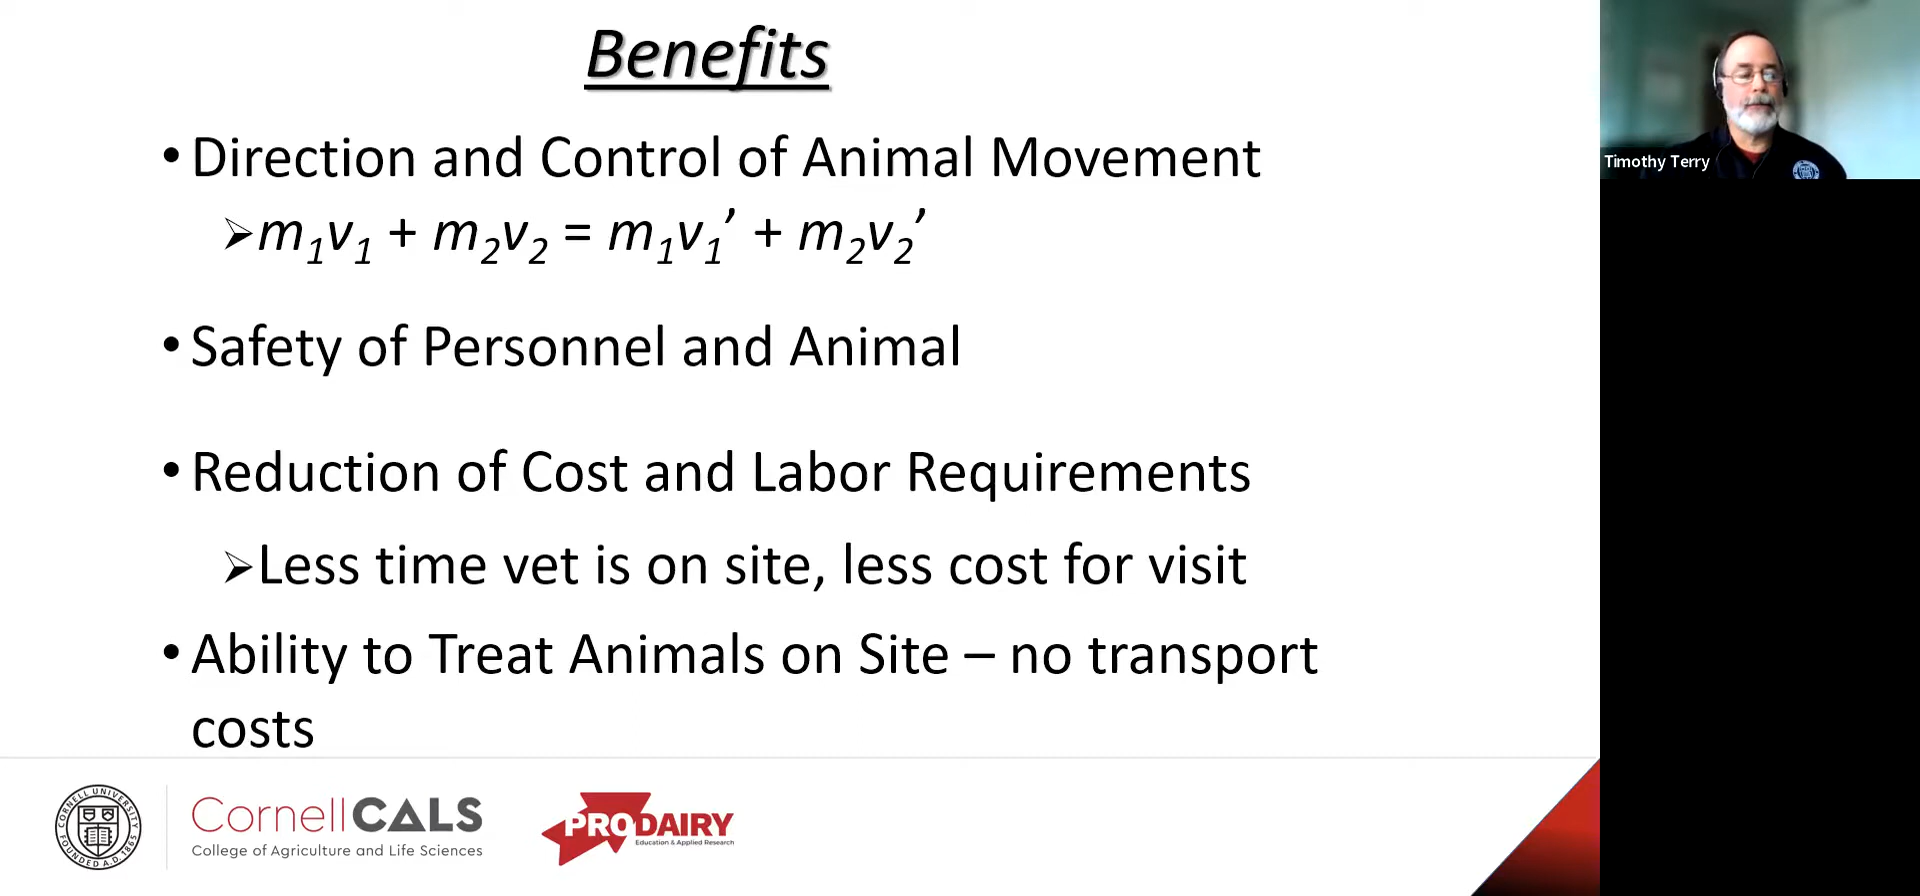 Benefits
• Direction and Control of Animal Movement
➢m₁v₁ + m₂v₂ = m₁v₁’ + m₂v₂’
• Safety of Personnel and Animal
• Reduction of Cost and Labor Requirements
➢Less time vet is on site, less cost for visit
• Ability to Treat Animals on Site – no transport
costs
Timothy Terry
CORNELL UNIVERSITY
FOUNDED A.D. 1865
CornellCALS
College of Agriculture and Life Sciences
PRODAIRY
Education & Applied Research